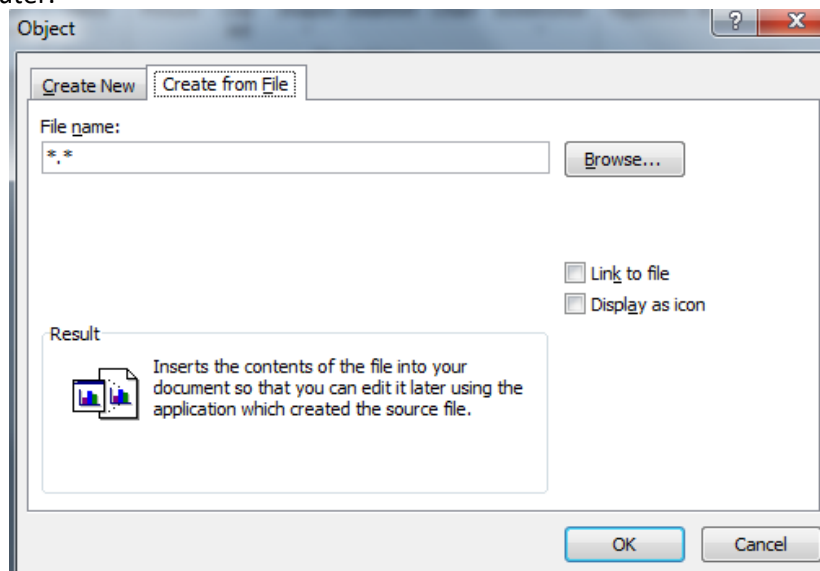 Object
?
X
Create New
Create from File
File name:
*.*
Browse...
Link to file
Display as icon
Result
Inserts the contents of the file into your
document so that you can edit it later using the
application which created the source file.
OK
Cancel